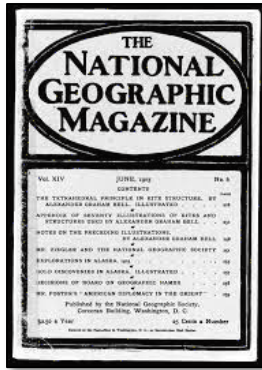 THE
NATIONAL
GEOGRAPHIC
MAGAZINE
Vol. XIV JUNE, 1903 No. 6
CONTENTS
THE TETRAHEDRAL PRINCIPLE IN KITE STRUCTURE. BY
ALEXANDER GRAHAM BELL. ILLUSTRATED
APPENDIX OF SEVENTY ILLUSTRATIONS OF KITES AND
STRUCTURES USED BY ALEXANDER GRAHAM BELL
NOTES ON THE PRECEDING ILLUSTRATIONS.
BY ALEXANDER GRAHAM BELL
MR. ZIEGLER AND THE NATIONAL GEOGRAPHIC SOCIETY
EXPLORATIONS IN ALASKA, 1903
GOLD DISCOVERIES IN ALASKA. ILLUSTRATED
DECISIONS OF BOARD ON GEOGRAPHIC NAMES
MR. FOSTER'S "AMERICAN DIPLOMACY IN THE ORIENT"
Published by the National Geographic Society,
Corcoran Building, Washington, D. C.
$2.50 a Year 25 Cents a Number